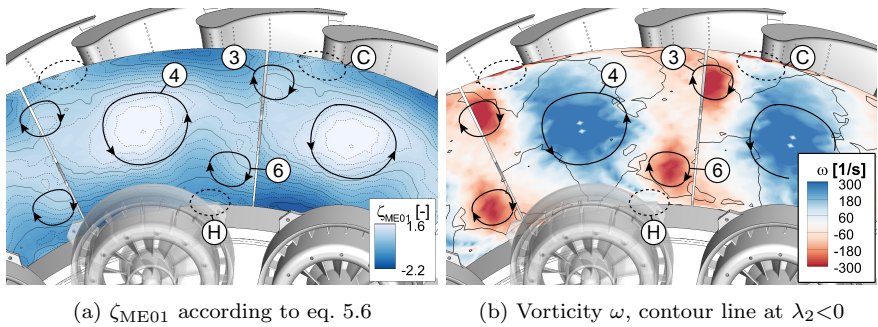 3
C
4
6
H
ζME01 [-]
1.6
-2.2
3
C
4
6
ω [1/s]
300
180
60
-60
-180
-300
(a) ζME01 according to eq. 5.6
(b) Vorticity ω, contour line at λ2<0